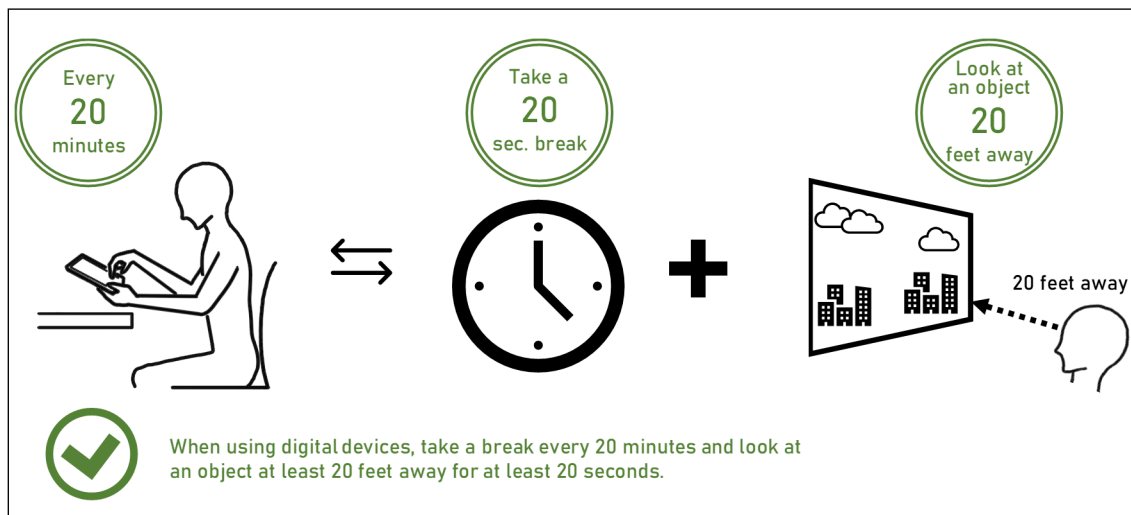 Every
20
minutes
Take a
20
sec. break
Look at
an object
20
feet away
20 feet away
When using digital devices, take a break every 20 minutes and look at
an object at least 20 feet away for at least 20 seconds.